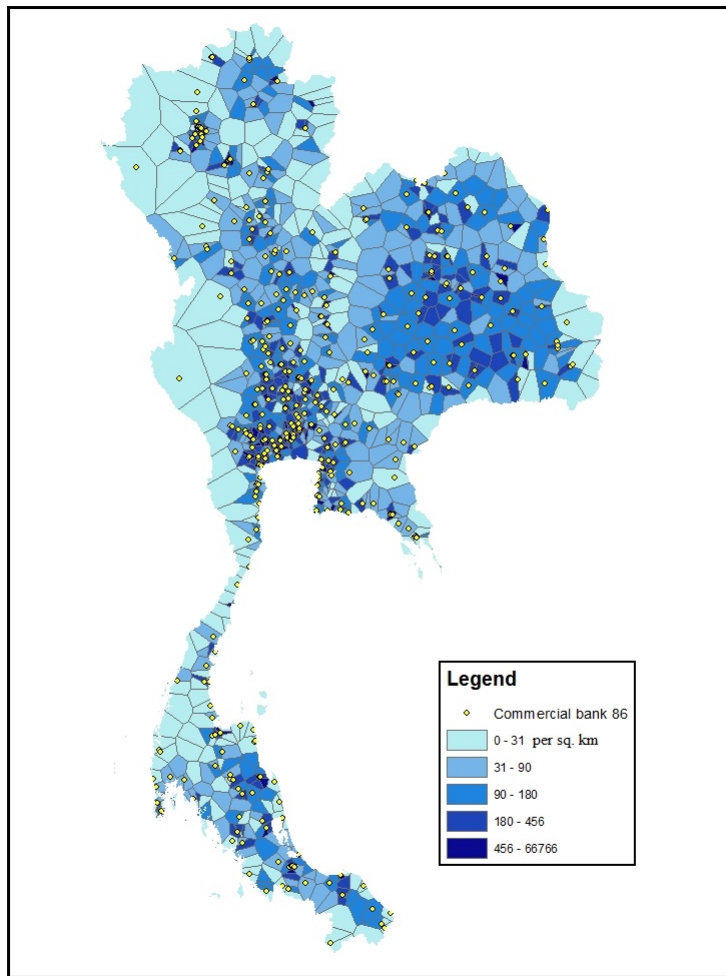 Legend
Commercial bank 86
0 - 31 per sq. km
31 - 90
90 - 180
180 - 456
456 - 66766